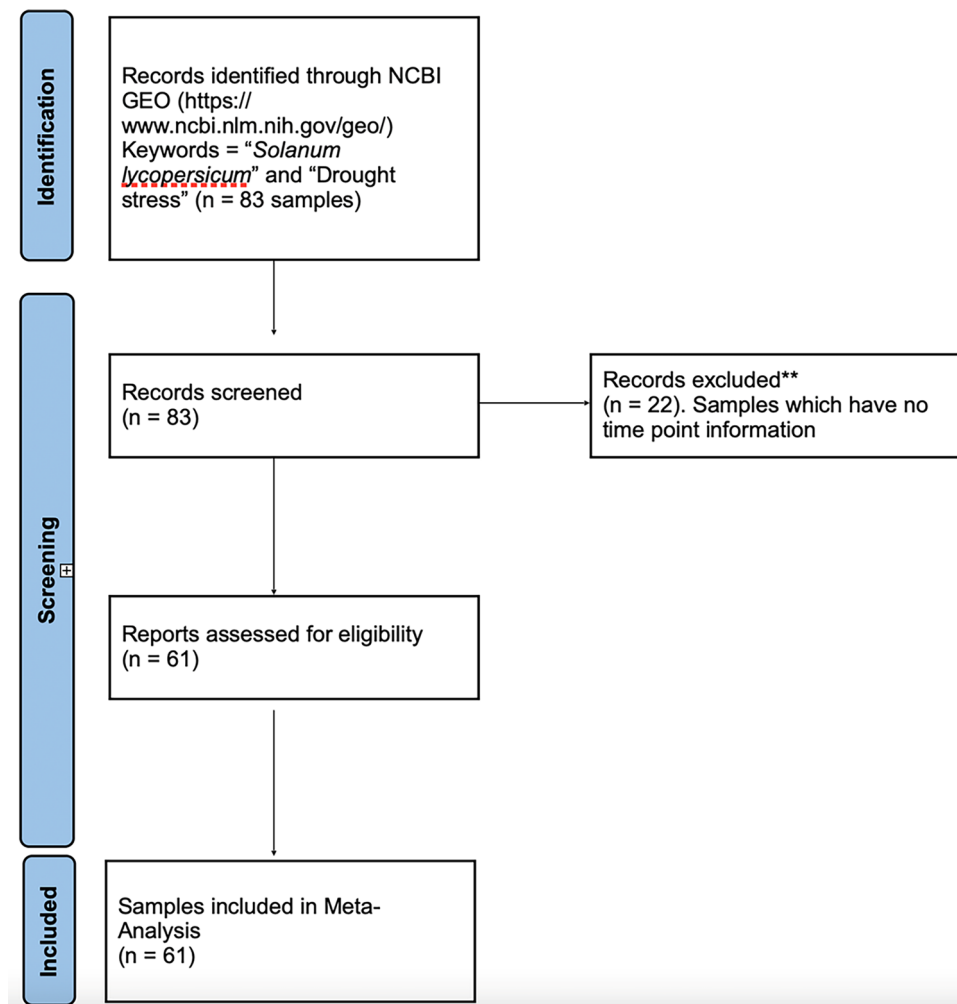 Identification
Records identified through NCBI
GEO (https://
www.ncbi.nlm.nih.gov/geo/)
Keywords = “Solanum
lycopersicum” and “Drought
stress” (n = 83 samples)
Screening
Records screened
(n = 83)
Records excluded**
(n = 22). Samples which have no
time point information
Reports assessed for eligibility
(n = 61)
Included
Samples included in Meta-
Analysis
(n = 61)